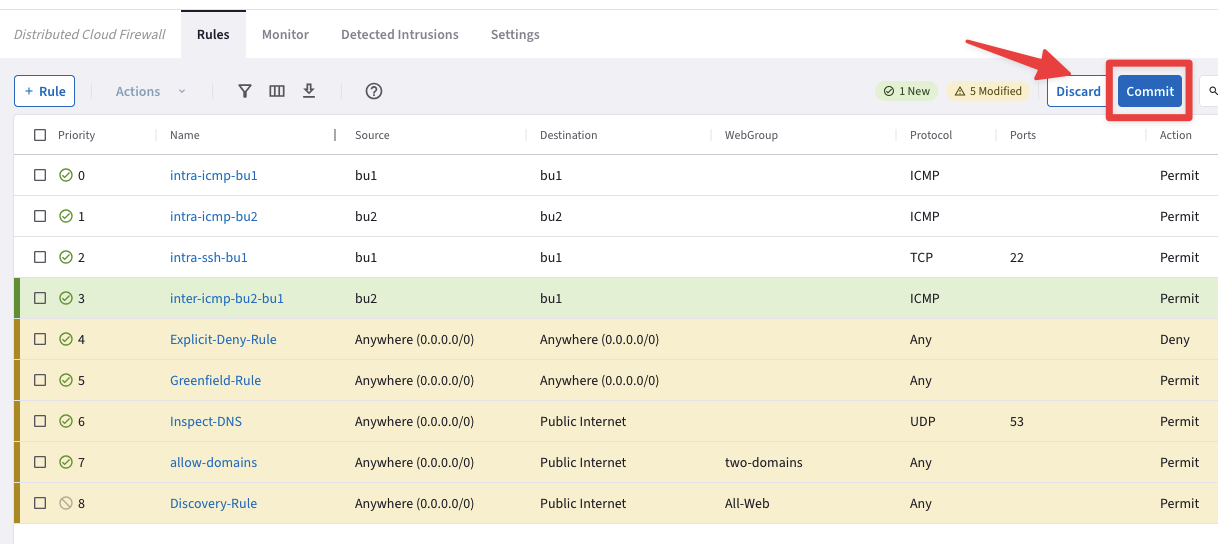 Distributed Cloud Firewall Rules Monitor Detected Intrusions Settings
+ Rule Actions 1 New 5 Modified Discard Commit
Priority Name Source Destination WebGroup Protocol Ports Action
0 intra-icmp-bu1 bu1 bu1 ICMP Permit
1 intra-icmp-bu2 bu2 bu2 ICMP Permit
2 intra-ssh-bu1 bu1 bu1 TCP 22 Permit
3 inter-icmp-bu2-bu1 bu2 bu1 ICMP Permit
4 Explicit-Deny-Rule Anywhere (0.0.0.0/0) Anywhere (0.0.0.0/0) Any Deny
5 Greenfield-Rule Anywhere (0.0.0.0/0) Anywhere (0.0.0.0/0) Any Permit
6 Inspect-DNS Anywhere (0.0.0.0/0) Public Internet UDP 53 Permit
7 allow-domains Anywhere (0.0.0.0/0) Public Internet two-domains Any Permit
8 Discovery-Rule Anywhere (0.0.0.0/0) Public Internet All-Web Any Permit